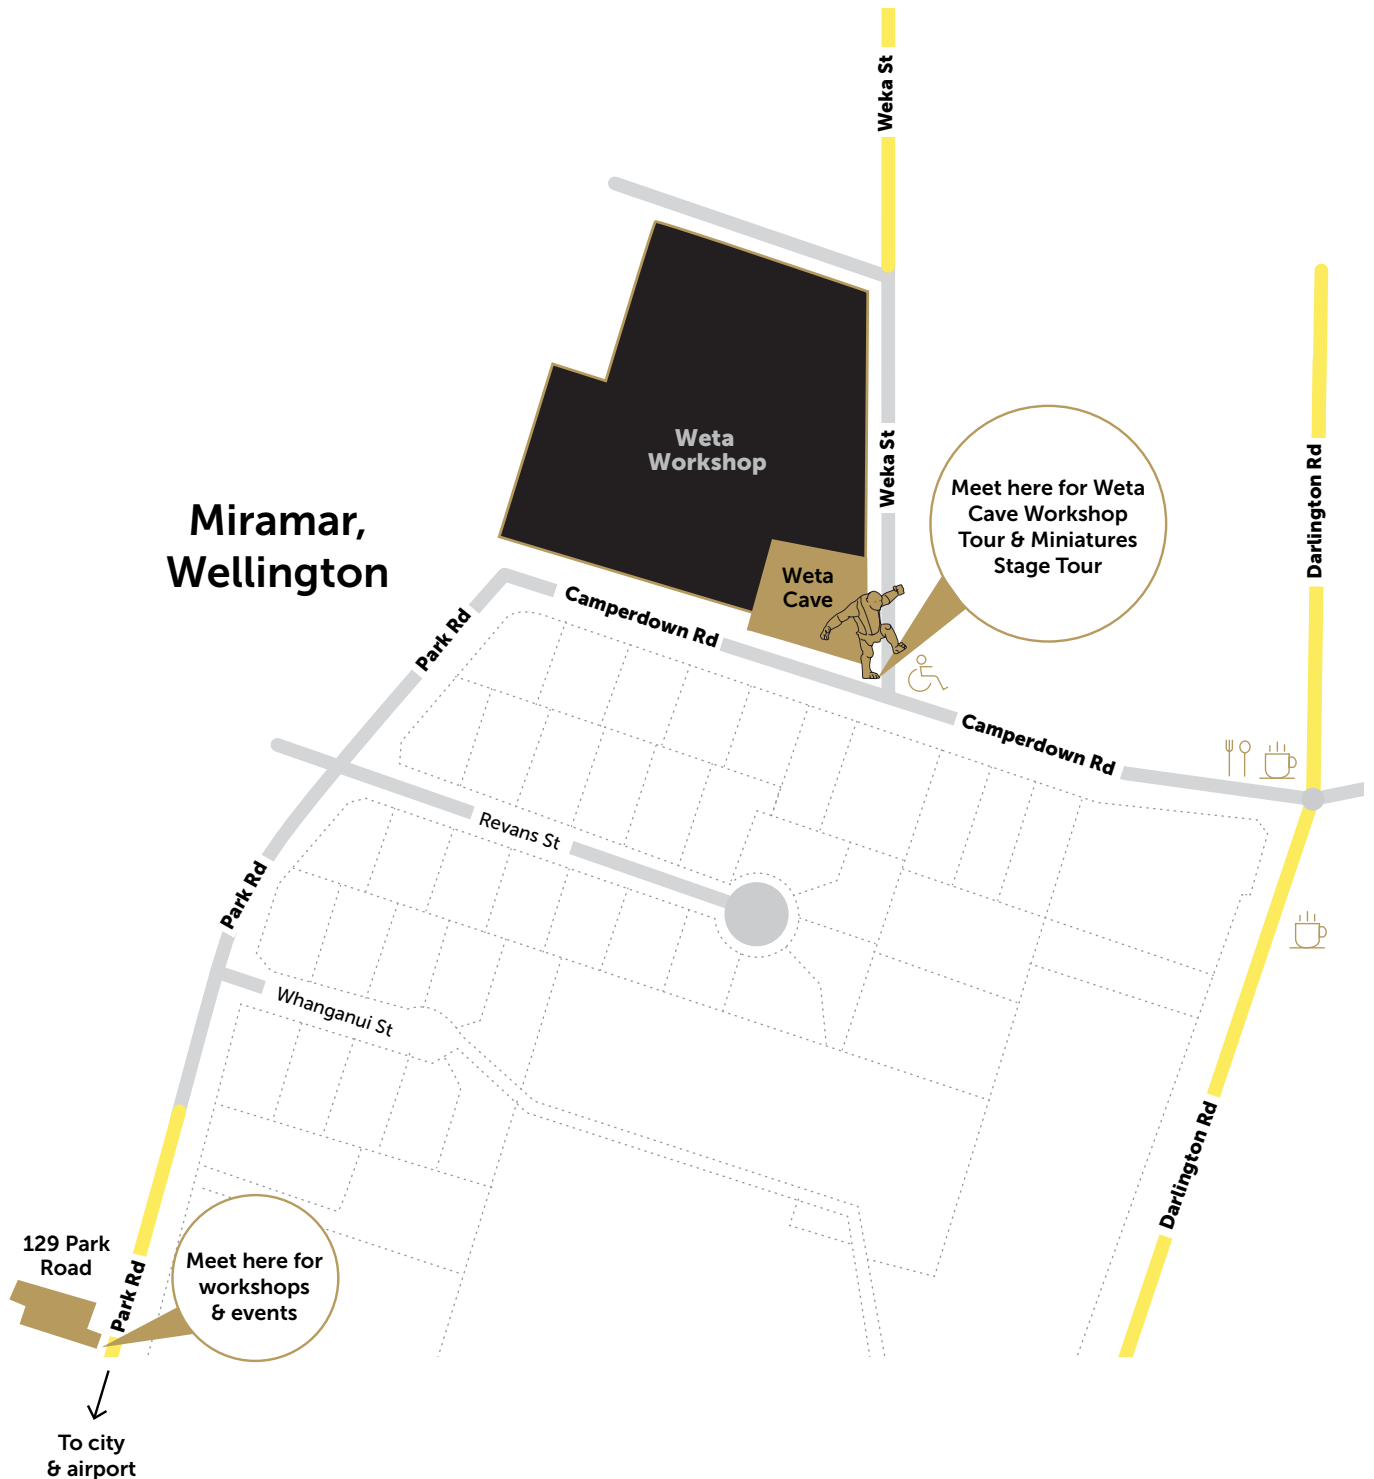 Weka St
Weta
Workshop
Weka St
Meet here for Weta
Cave Workshop
Tour & Miniatures
Stage Tour
Darlington Rd
Miramar,
Wellington
Weta
Cave
Camperdown Rd
Park Rd
Camperdown Rd
Revans St
Park Rd
Whanganui St
Darlington Rd
129 Park
Road
Park Rd
Meet here for
workshops
& events
To city
& airport